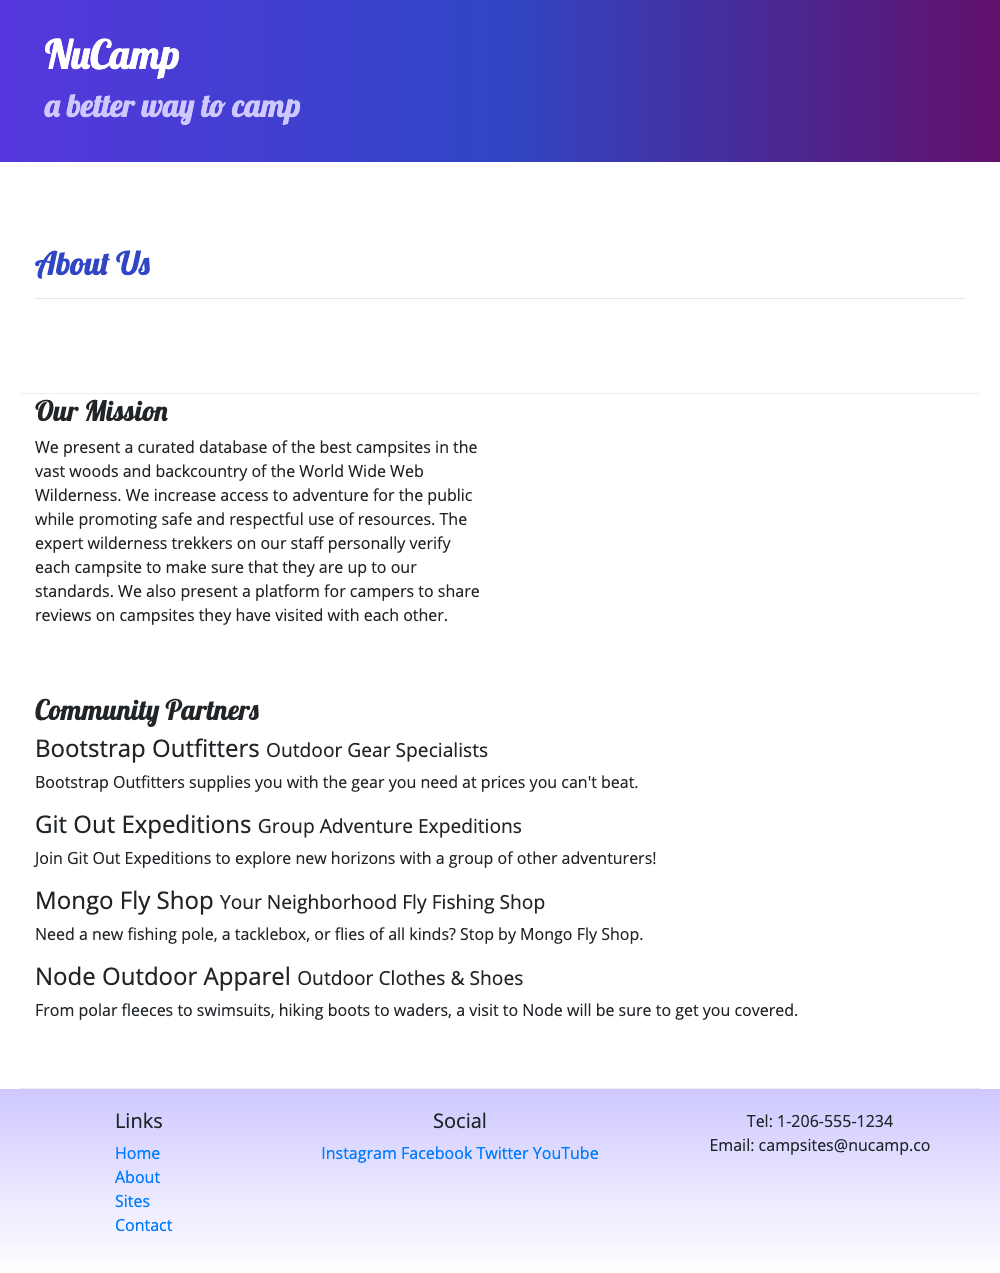 NuCamp
a better way to camp
About Us
Our Mission
We present a curated database of the best campsites in the
vast woods and backcountry of the World Wide Web
Wilderness. We increase access to adventure for the public
while promoting safe and respectful use of resources. The
expert wilderness trekkers on our staff personally verify
each campsite to make sure that they are up to our
standards. We also present a platform for campers to share
reviews on campsites they have visited with each other.
Community Partners
Bootstrap Outfitters Outdoor Gear Specialists
Bootstrap Outfitters supplies you with the gear you need at prices you can't beat.
Git Out Expeditions Group Adventure Expeditions
Join Git Out Expeditions to explore new horizons with a group of other adventurers!
Mongo Fly Shop Your Neighborhood Fly Fishing Shop
Need a new fishing pole, a tacklebox, or flies of all kinds? Stop by Mongo Fly Shop.
Node Outdoor Apparel Outdoor Clothes & Shoes
From polar fleeces to swimsuits, hiking boots to waders, a visit to Node will be sure to get you covered.
Links
Home
About
Sites
Contact
Social
Instagram Facebook Twitter YouTube
Tel: 1-206-555-1234
Email: campsites@nucamp.co